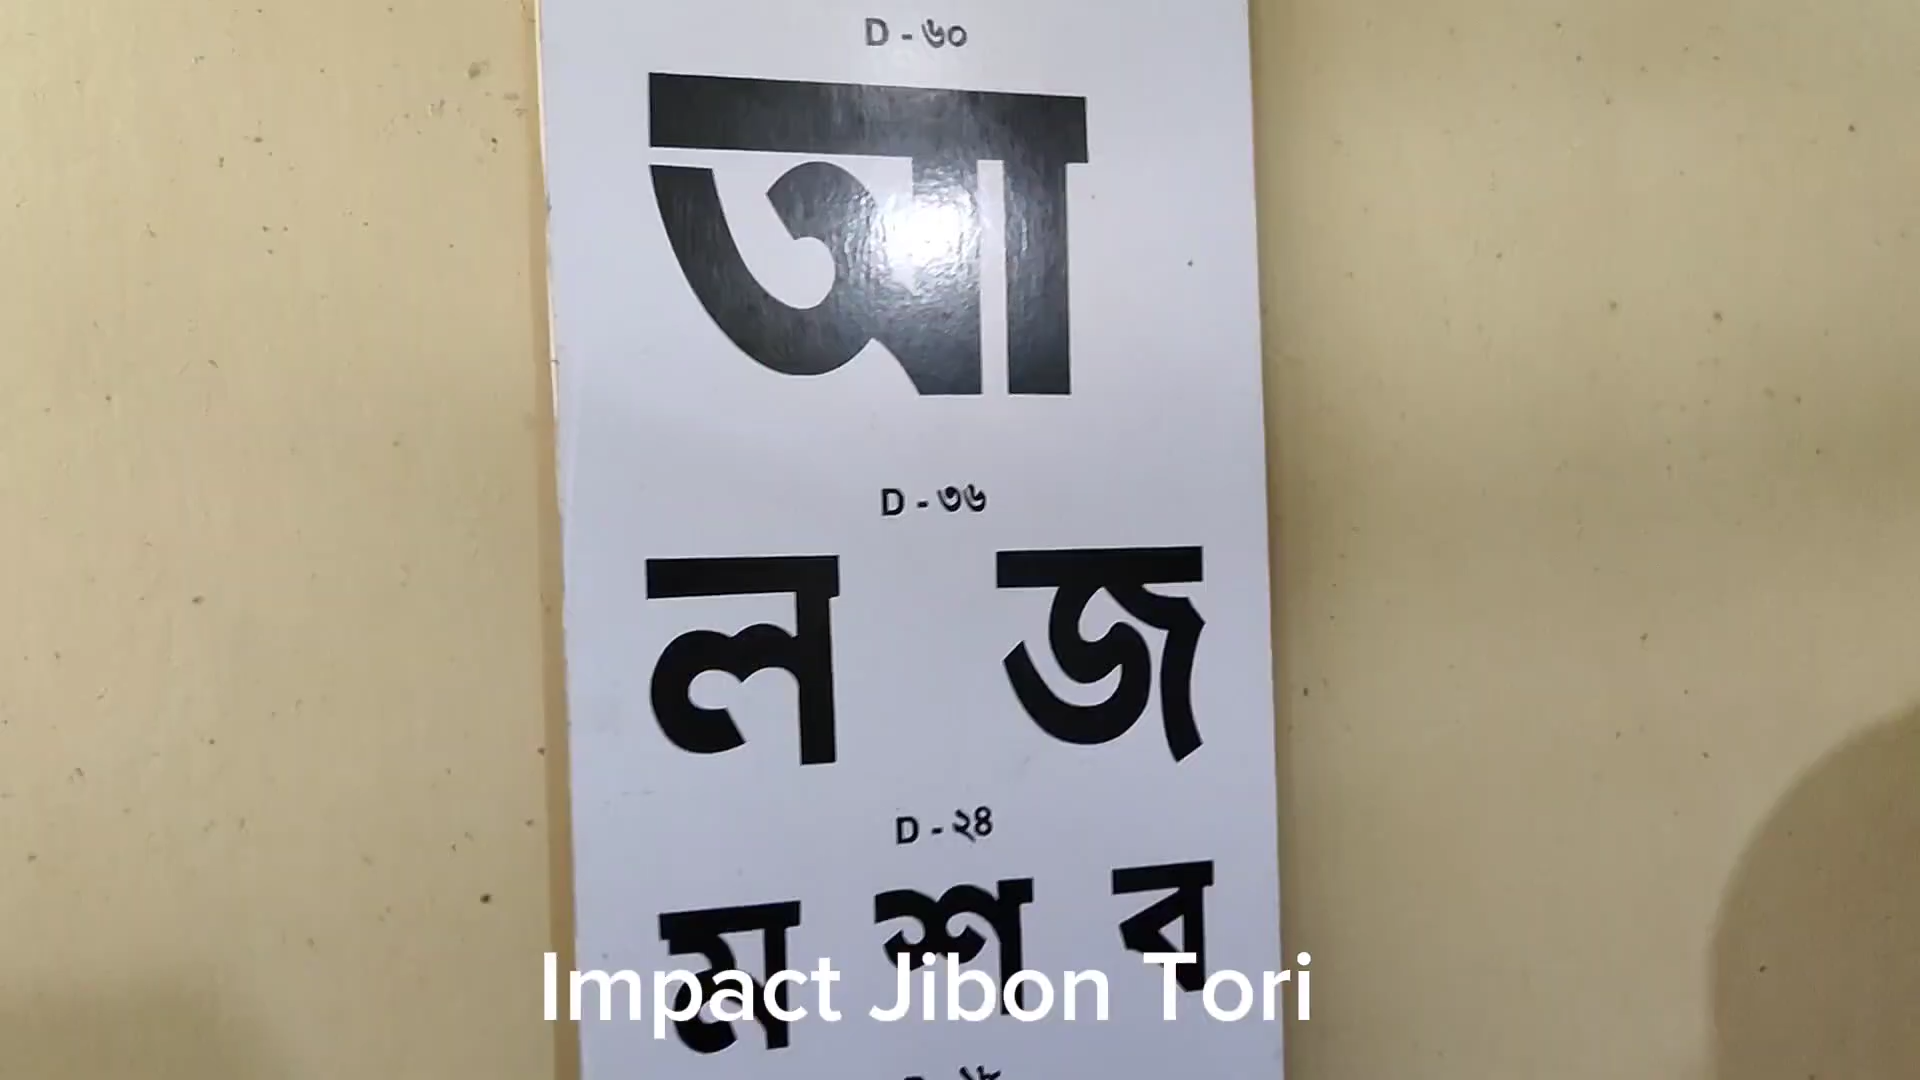 D - ৬০
আ
D - ৩৬
ল জ
D - ২৪
ম শ ব
Impact Jibon Tori